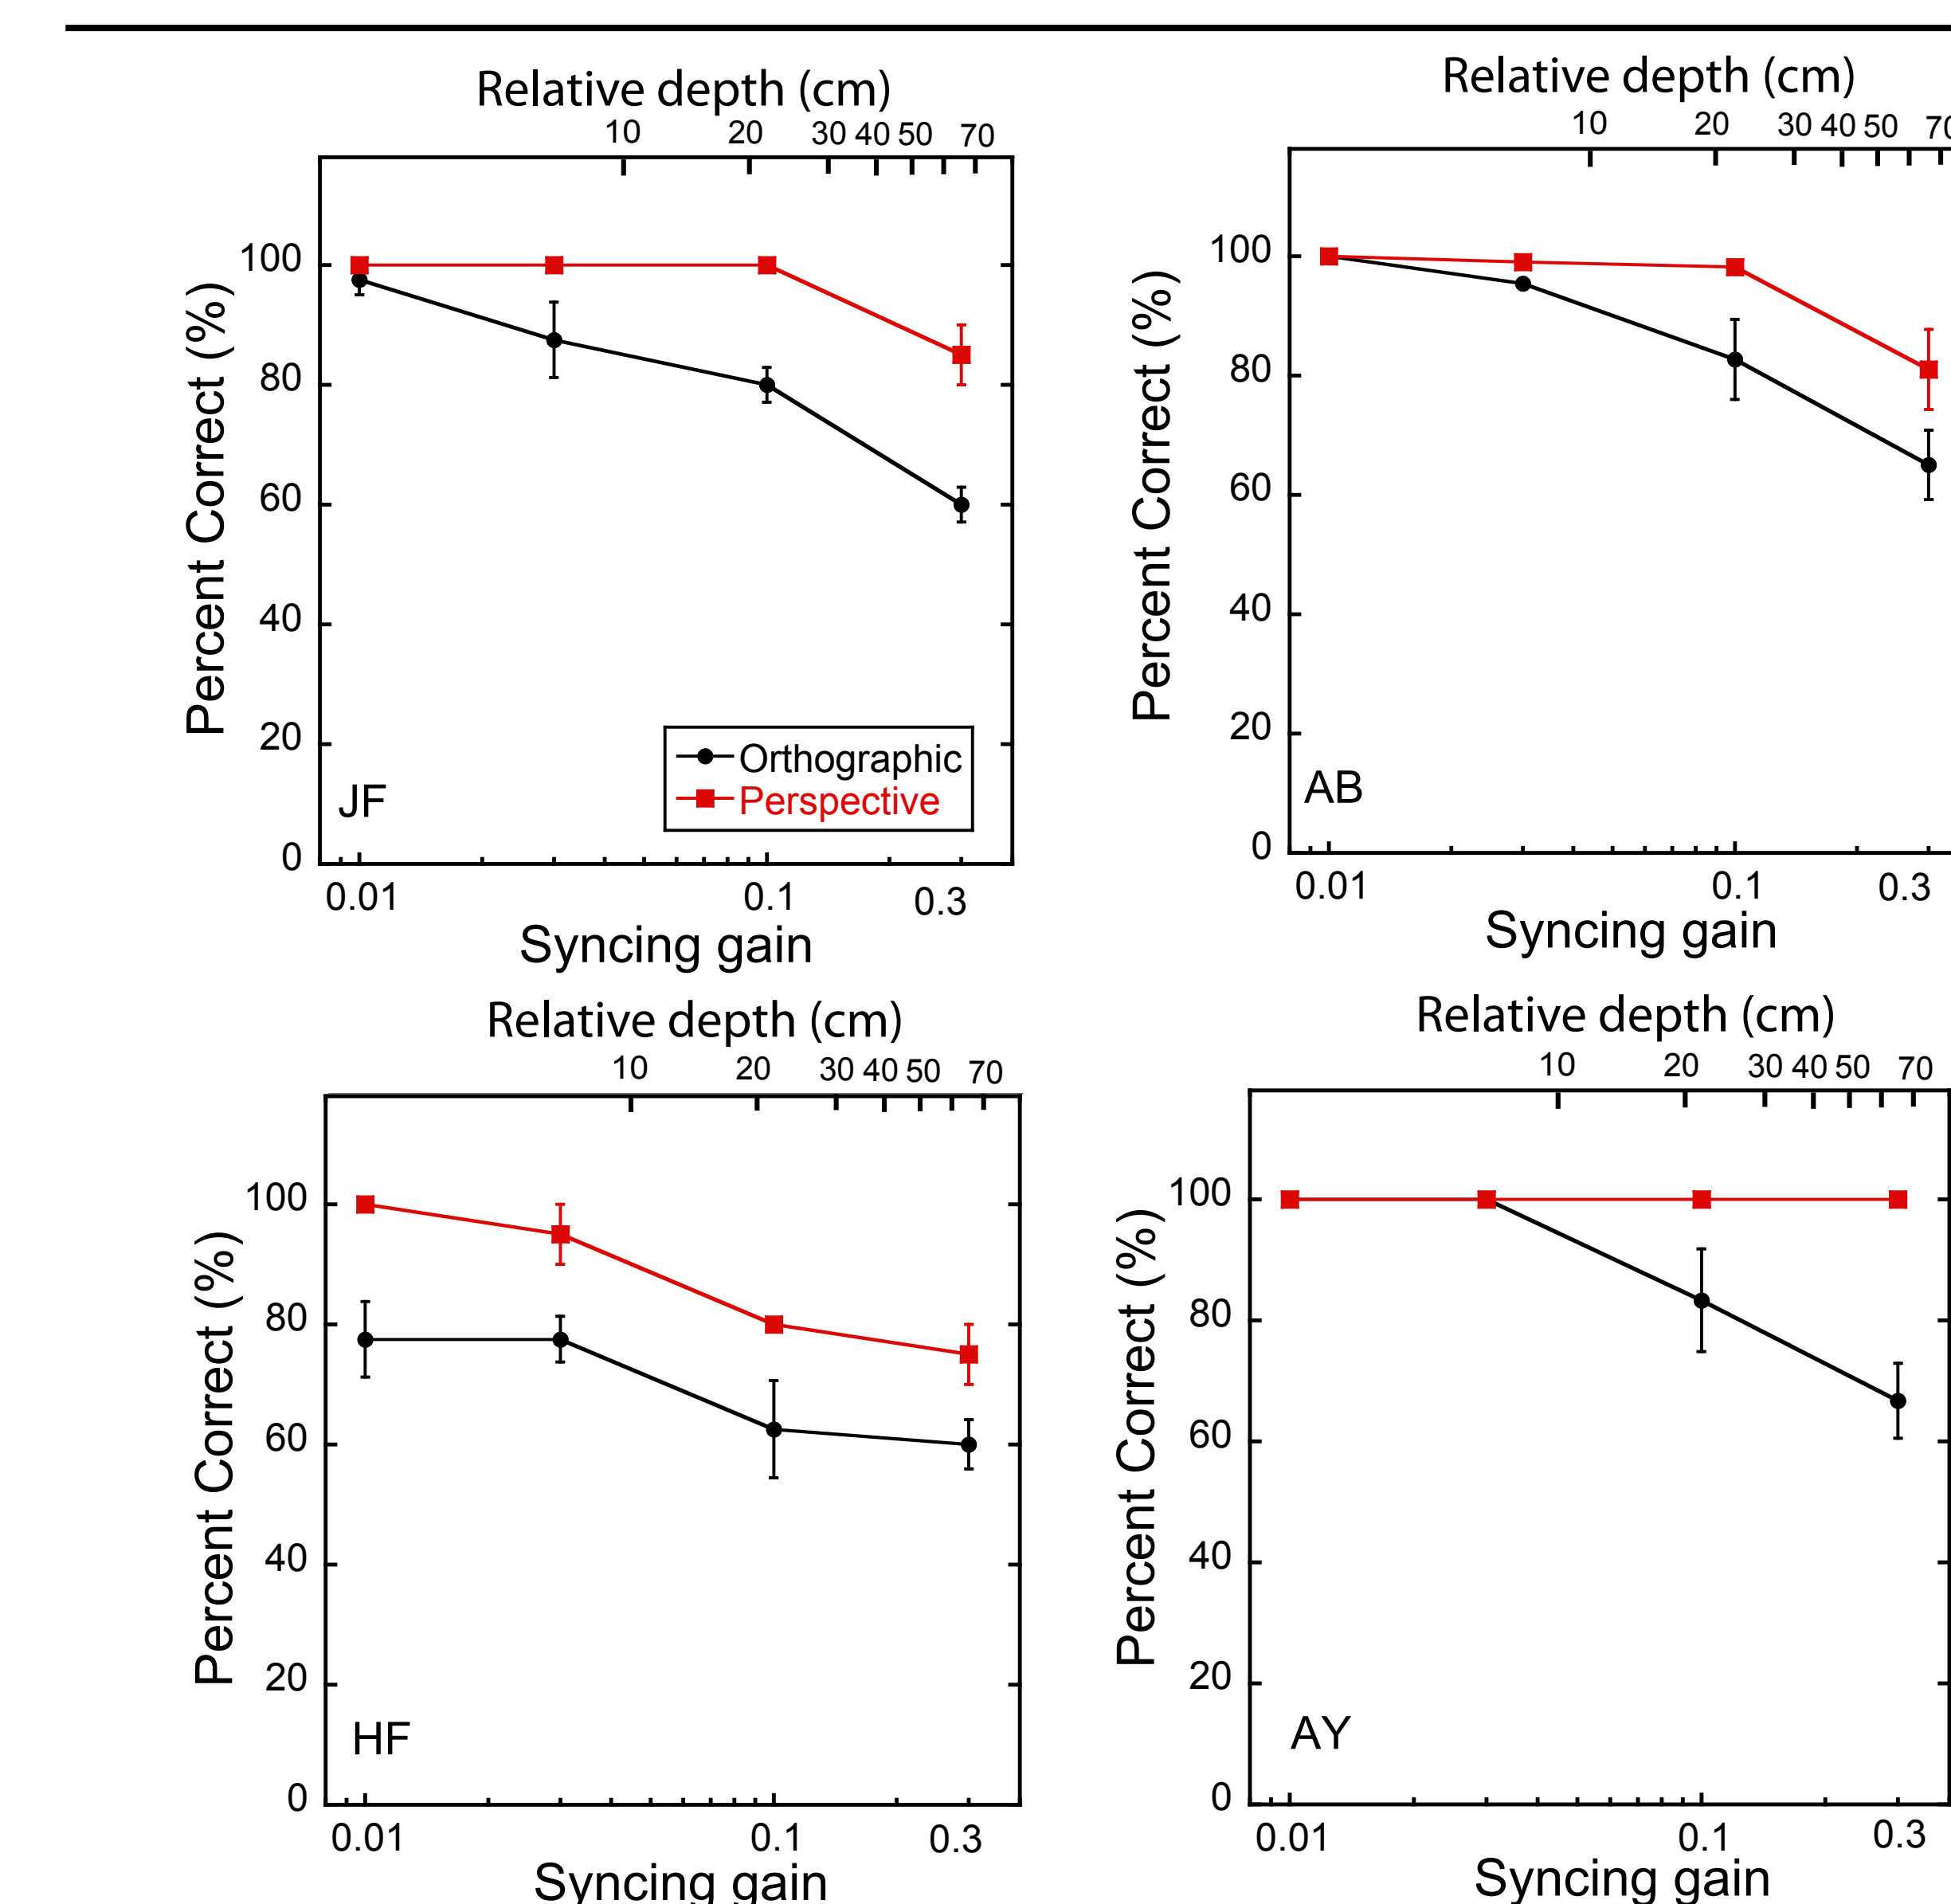 Relative depth (cm)
10 20 30 40 50 70
100
80
60
40
20
0
Percent Correct (%)
JF
Orthographic
Perspective
0.01 0.1 0.3
Syncing gain
Relative depth (cm)
10 20 30 40 50 70
100
80
60
40
20
0
Percent Correct (%)
AB
0.01 0.1 0.3
Syncing gain
Relative depth (cm)
10 20 30 40 50 70
100
80
60
40
20
0
Percent Correct (%)
HF
0.01 0.1 0.3
Syncing gain
Relative depth (cm)
10 20 30 40 50 70
100
80
60
40
20
0
Percent Correct (%)
AY
0.01 0.1 0.3
Syncing gain